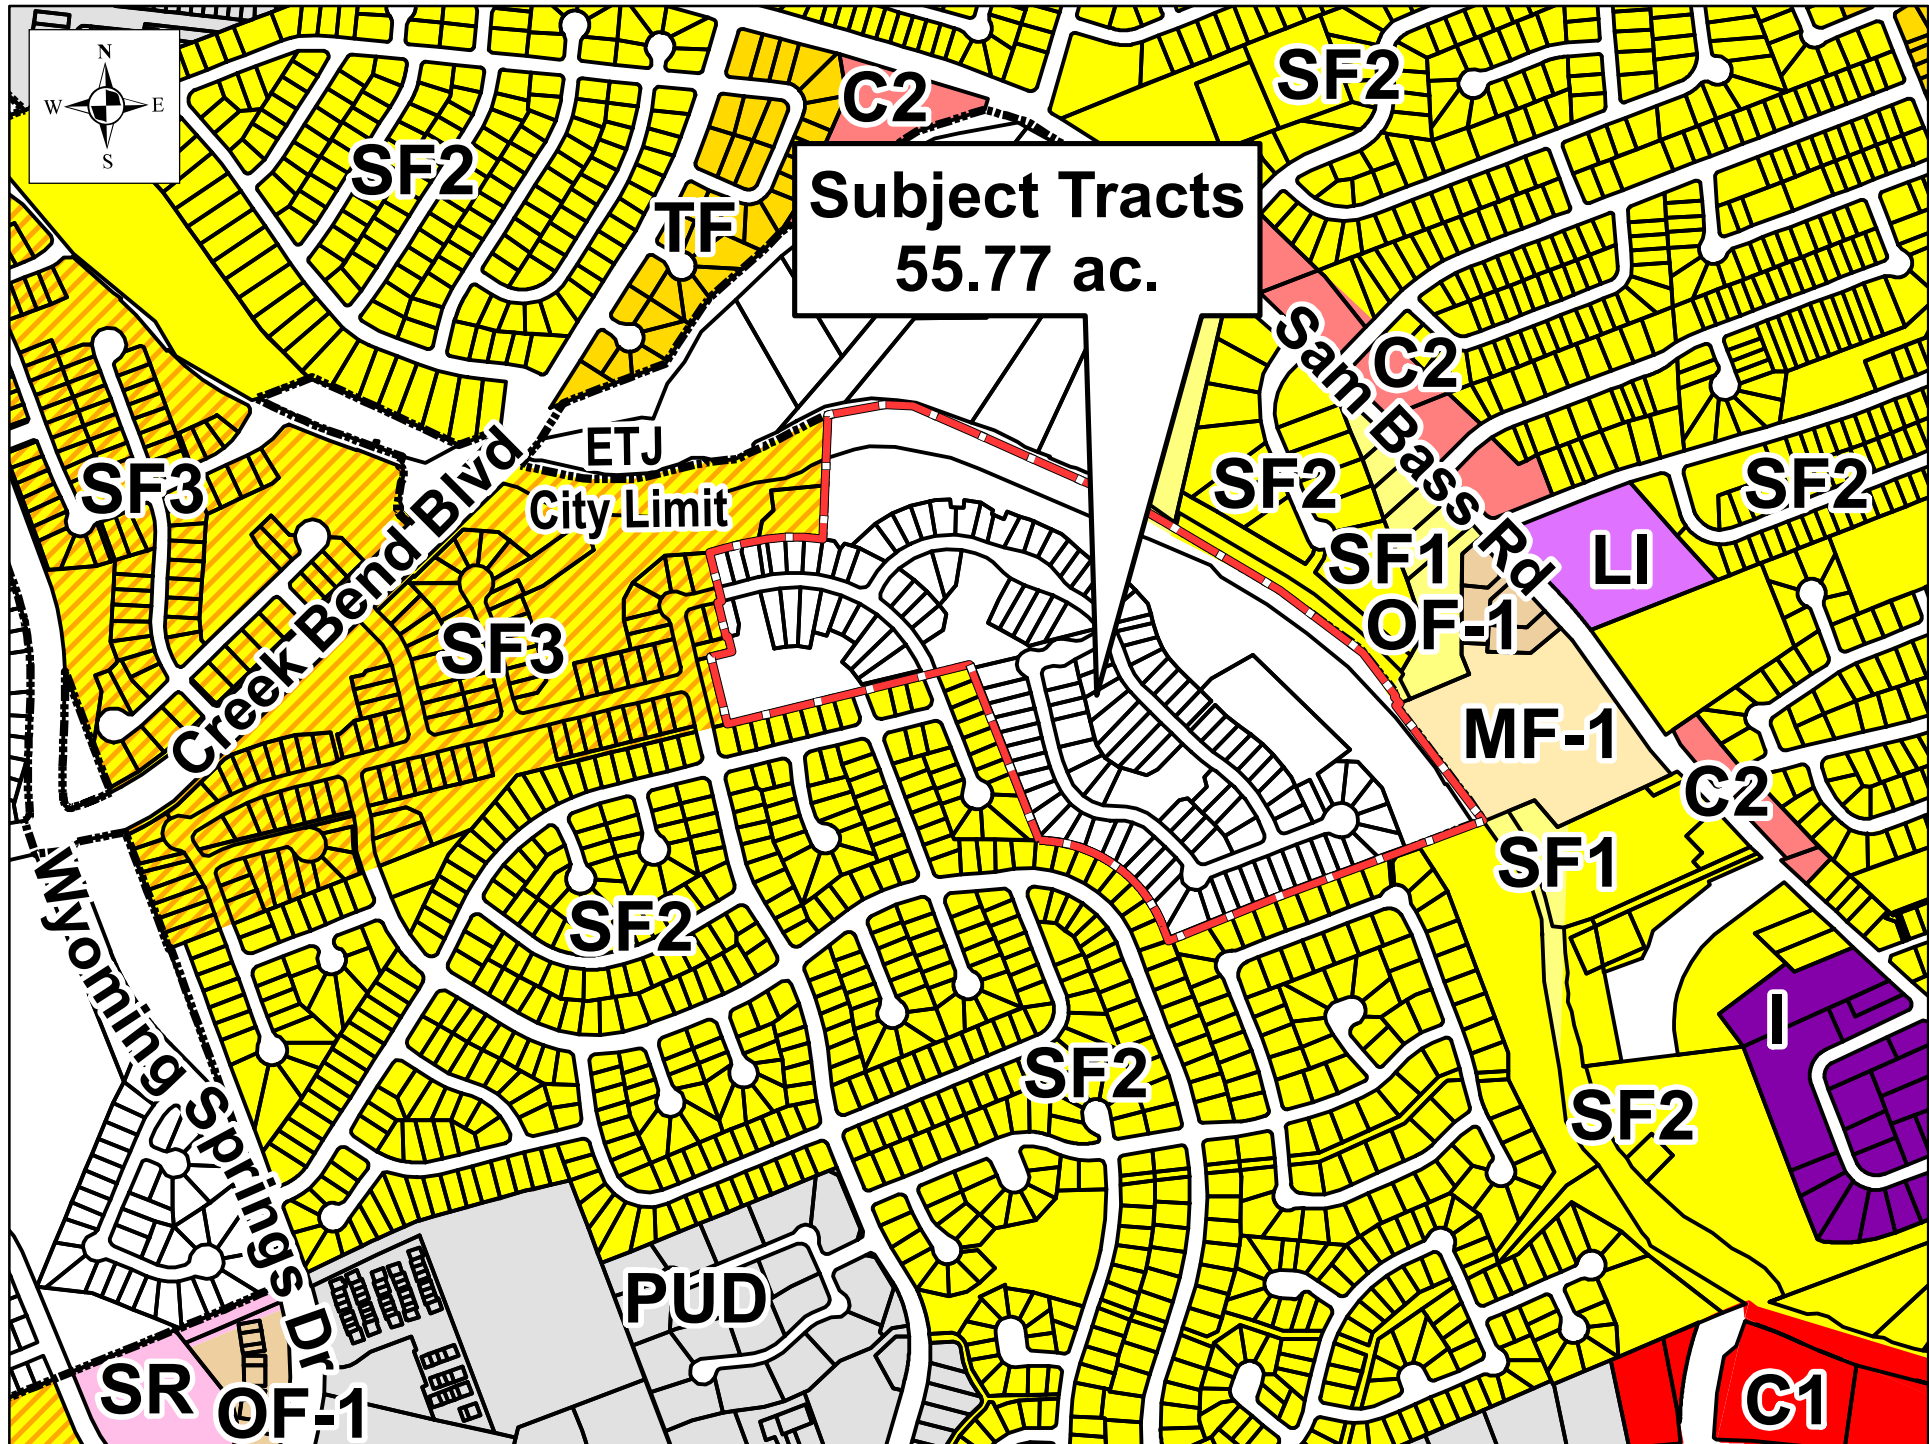 N
W E
S
C2
SF2
SF2
TF
Subject Tracts
55.77 ac.
Sam Bass Rd
C2
ETJ
City Limit
SF3
SF2
SF2
Creek Bend Blvd
SF1
LI
OF-1
SF3
MF-1
C2
SF1
Wyoming Springs Dr
SF2
I
SF2
SF2
PUD
SR
OF-1
C1